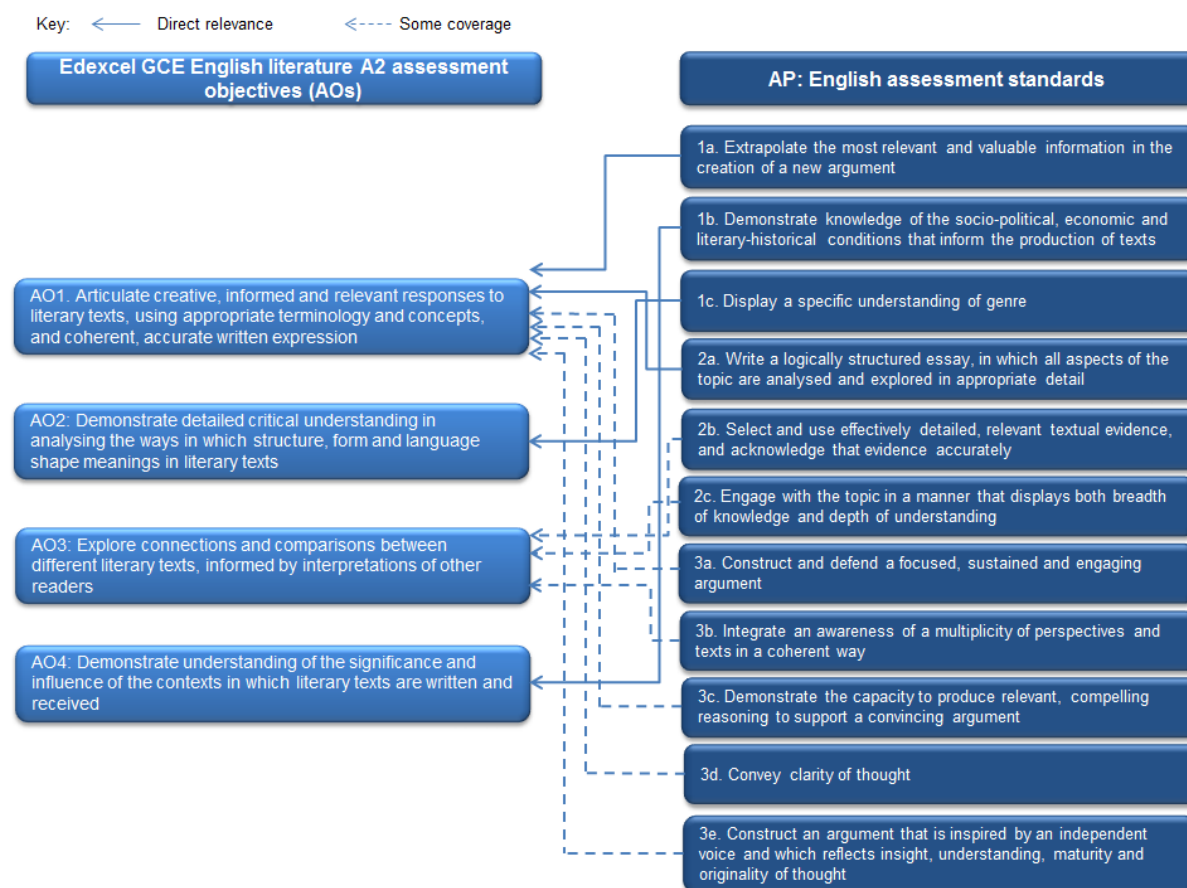 Key: Direct relevance Some coverage
Edexcel GCE English literature A2 assessment
objectives (AOs)
AO1. Articulate creative, informed and relevant responses to
literary texts, using appropriate terminology and concepts,
and coherent, accurate written expression
AO2: Demonstrate detailed critical understanding in
analysing the ways in which structure, form and language
shape meanings in literary texts
AO3: Explore connections and comparisons between
different literary texts, informed by interpretations of other
readers
AO4: Demonstrate understanding of the significance and
influence of the contexts in which literary texts are written and
received
AP: English assessment standards
1a. Extrapolate the most relevant and valuable information in the
creation of a new argument
1b. Demonstrate knowledge of the socio-political, economic and
literary-historical conditions that inform the production of texts
1c. Display a specific understanding of genre
2a. Write a logically structured essay, in which all aspects of the
topic are analysed and explored in appropriate detail
2b. Select and use effectively detailed, relevant textual evidence,
and acknowledge that evidence accurately
2c. Engage with the topic in a manner that displays both breadth
of knowledge and depth of understanding
3a. Construct and defend a focused, sustained and engaging
argument
3b. Integrate an awareness of a multiplicity of perspectives and
texts in a coherent way
3c. Demonstrate the capacity to produce relevant, compelling
reasoning to support a convincing argument
3d. Convey clarity of thought
3e. Construct an argument that is inspired by an independent
voice and which reflects insight, understanding, maturity and
originality of thought